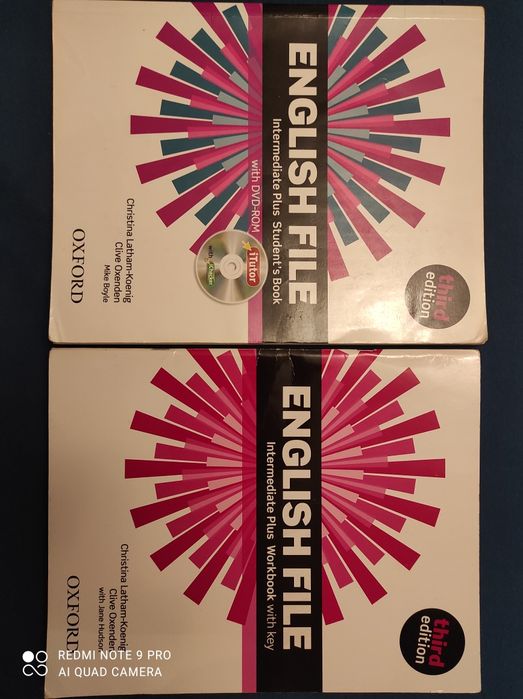 ENGLISH FILE
Intermediate Plus Student's Book
with DVD-ROM
third
edition
iTutor
with
Christina Latham-Koenig
Clive Oxenden
Mike Boyle
OXFORD
ENGLISH FILE
Intermediate Plus Workbook with key
third
edition
Christina Latham-Koenig
Clive Oxenden
with Jane Hudson
OXFORD
REDMI NOTE 9 PRO
AI QUAD CAMERA